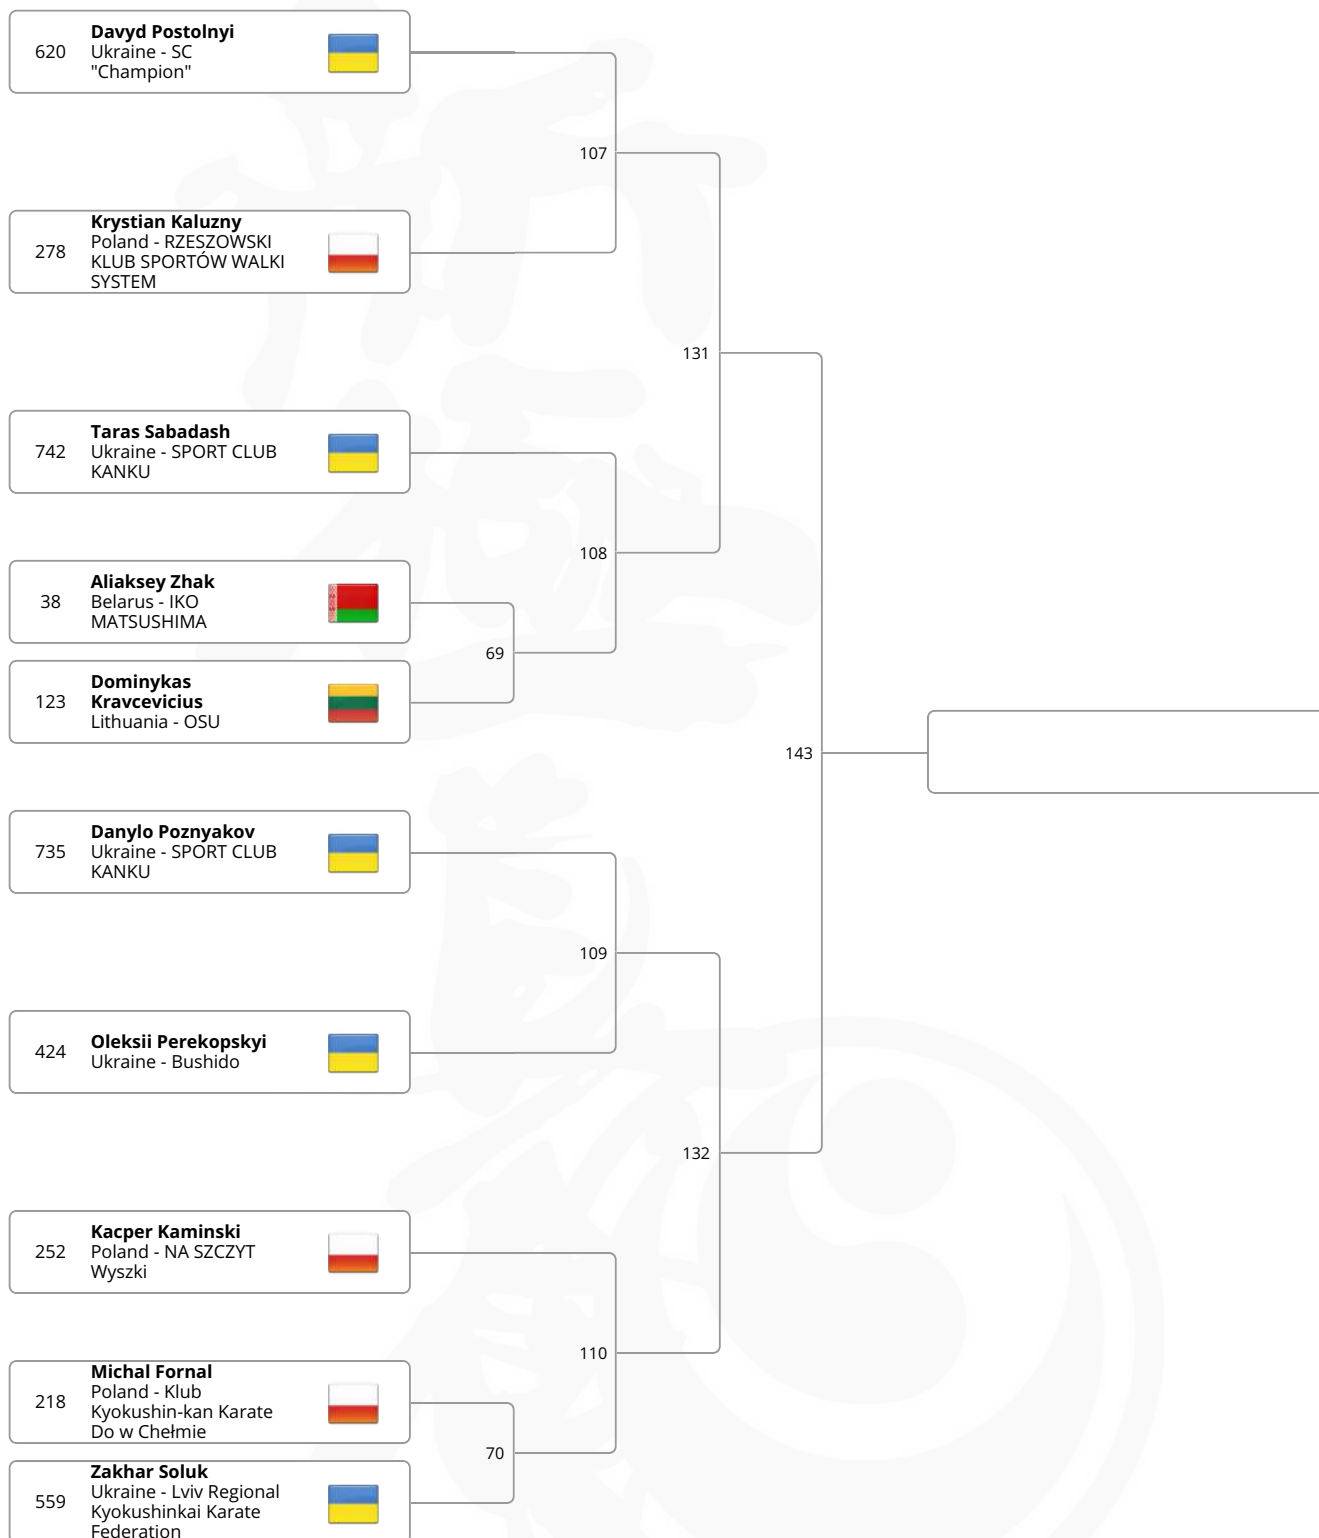 Davyd Postolnyi
620
Ukraine - SC
"Champion"
107
Krystian Kaluzny
278
Poland - RZESZOWSKI
KLUB SPORTÓW WALKI
SYSTEM
131
Taras Sabadash
742
Ukraine - SPORT CLUB
KANKU
108
Aliaksey Zhak
38
Belarus - IKO
MATSUSHIMA
69
Dominykas
123
Kravcevicius
Lithuania - OSU
143
Danylo Poznyakov
735
Ukraine - SPORT CLUB
KANKU
109
Oleksii Perekopskyi
424
Ukraine - Bushido
132
Kacper Kaminski
252
Poland - NA SZCZYT
Wyszki
110
Michal Fornal
218
Poland - Klub
Kyokushin-kan Karate
Do w Chełmie
70
Zakhar Soluk
559
Ukraine - Lviv Regional
Kyokushinkai Karate
Federation